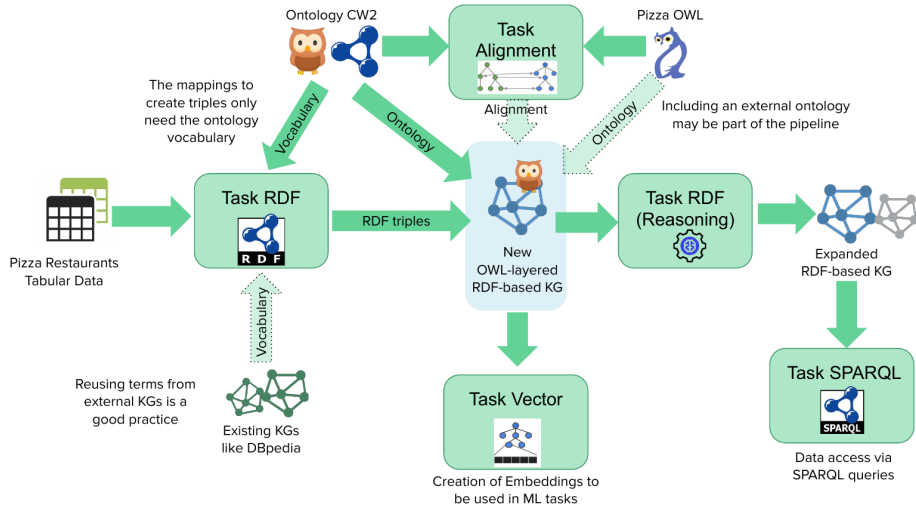 Ontology CW2
Pizza OWL
Task
Alignment
The mappings to
create triples only
need the ontology
vocabulary
Vocabulary
Ontology
Alignment
Ontology
Including an external ontology
may be part of the pipeline
Task RDF
RDF
RDF triples
Task RDF
(Reasoning)
Pizza Restaurants
Tabular Data
New
OWL-layered
RDF-based KG
Expanded
RDF-based KG
Vocabulary
Reusing terms from
external KGs is a
good practice
Existing KGs
like DBpedia
Task Vector
Creation of Embeddings to
be used in ML tasks
Task SPARQL
SPARQL
Data access via
SPARQL queries